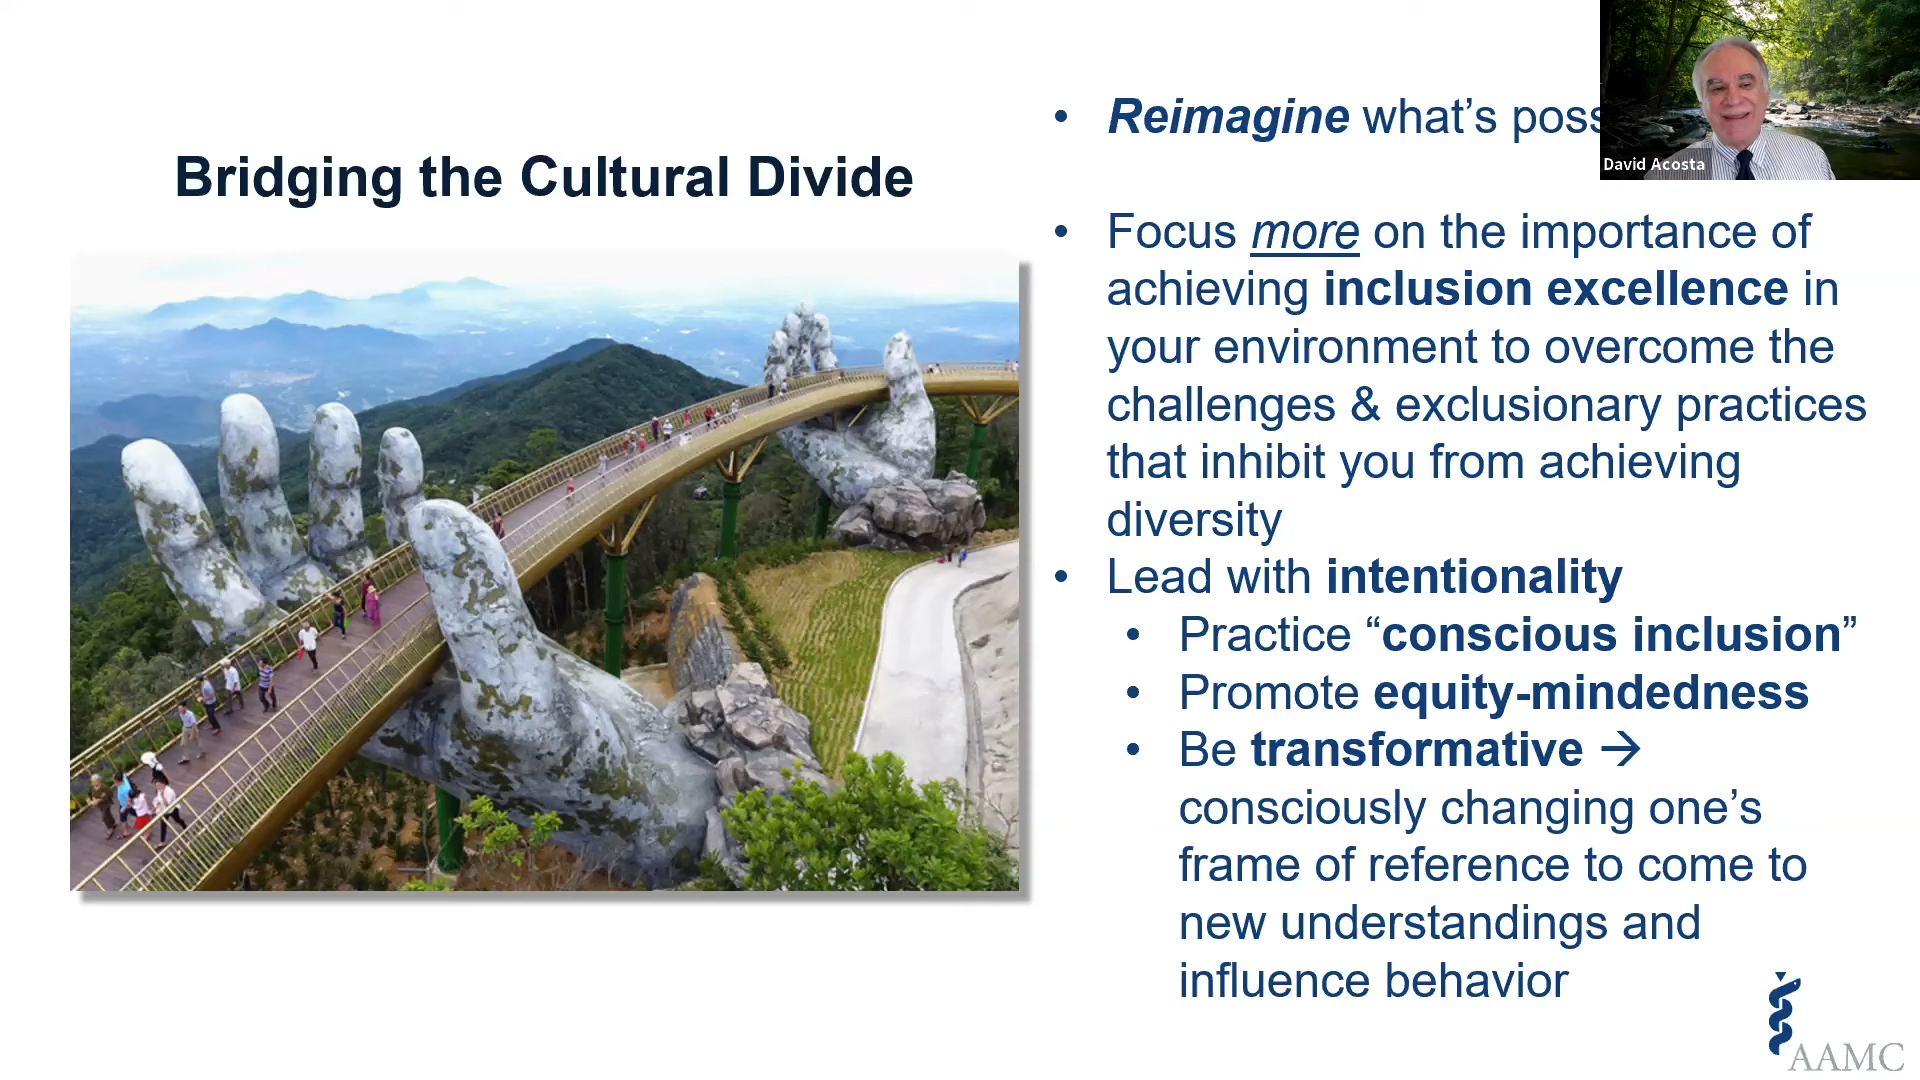 Bridging the Cultural Divide
• Reimagine what’s
David Acosta
• Focus more on the importance of
achieving inclusion excellence in
your environment to overcome the
challenges & exclusionary practices
that inhibit you from achieving
diversity
• Lead with intentionality
• Practice “conscious inclusion”
• Promote equity-mindedness
• Be transformative →
consciously changing one’s
frame of reference to come to
new understandings and
influence behavior
AAMC